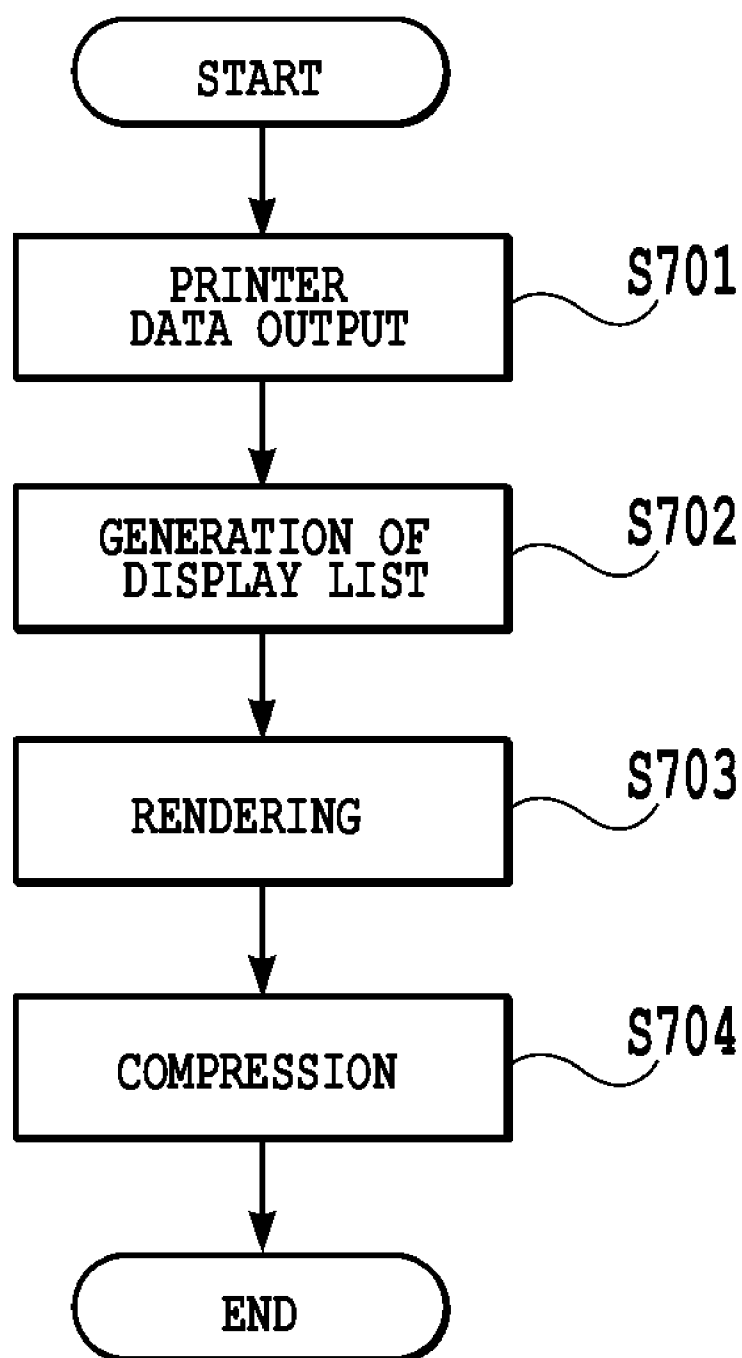 START
PRINTER
DATA OUTPUT
S701
GENERATION OF
DISPLAY LIST
S702
RENDERING
S703
COMPRESSION
S704
END